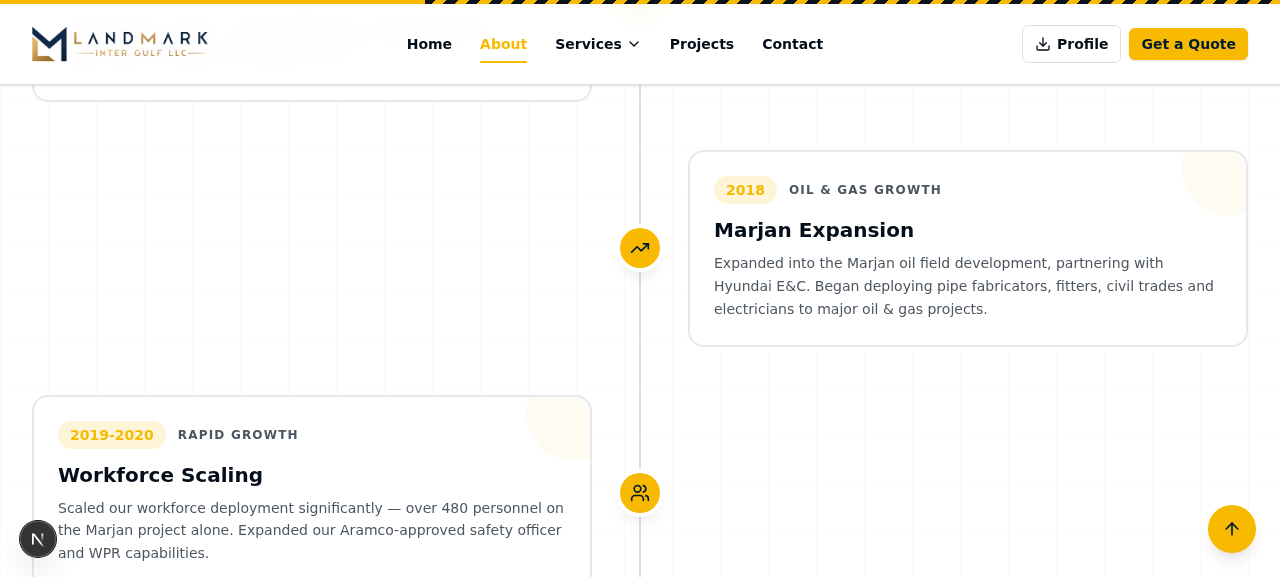 LANDMARK
INTER GULF LLC
Home
About
Services
Projects
Contact
Profile
Get a Quote
2018
OIL & GAS GROWTH
Marjan Expansion
Expanded into the Marjan oil field development, partnering with
Hyundai E&C. Began deploying pipe fabricators, fitters, civil trades and
electricians to major oil & gas projects.
2019-2020
RAPID GROWTH
Workforce Scaling
Scaled our workforce deployment significantly — over 480 personnel on
the Marjan project alone. Expanded our Aramco-approved safety officer
and WPR capabilities.
N